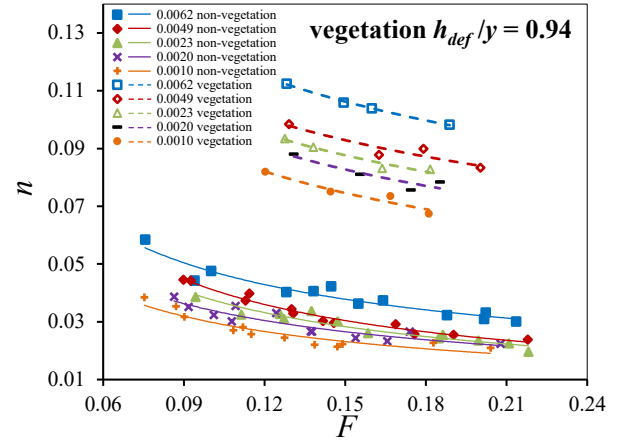 0.13
0.11
0.09
0.07
0.05
0.03
0.01
n
0.0062 non-vegetation
0.0049 non-vegetation
0.0023 non-vegetation
0.0020 non-vegetation
0.0010 non-vegetation
0.0062 vegetation
0.0049 vegetation
0.0023 vegetation
0.0020 vegetation
0.0010 vegetation
vegetation h_def/y = 0.94
0.06 0.09 0.12 0.15 0.18 0.21 0.24
F